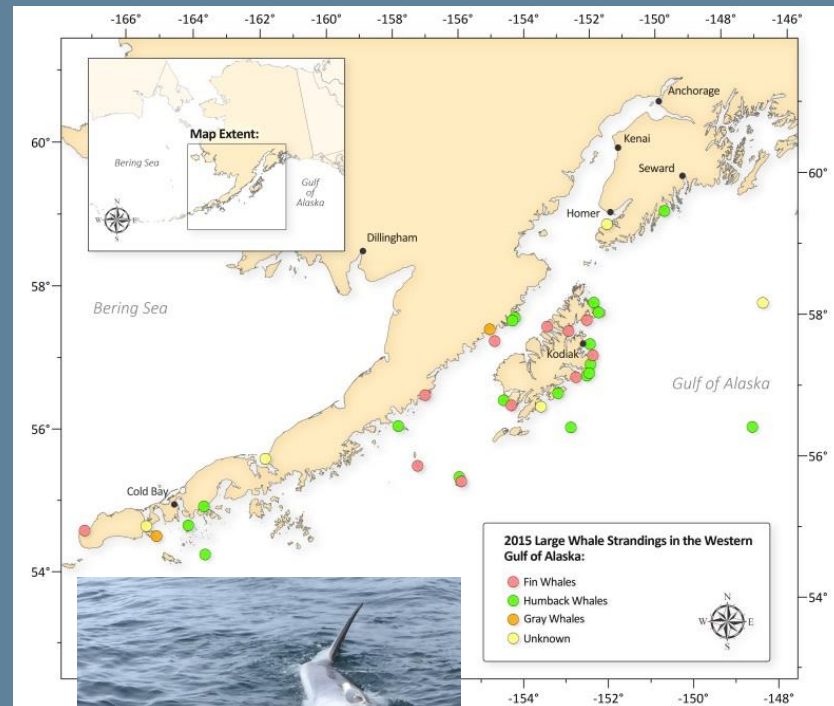 -166° -164° -162° -160° -158° -156° -154° -152° -150° -148° -146°
Anchorage
Map Extent:
60°
Kenai
Bering Sea
Seward
60°
Gulf
of
Alaska
N
W E
S
Homer
Dillingham
58°
Bering Sea
58°
Kodiak
Gulf of Alaska
56°
56°
Cold Bay
2015 Large Whale Strandings in the Western
Gulf of Alaska:
Fin Whales
54°
Humback Whales
54°
Gray Whales
N
W E
S
Unknown
-154° -152° -150° -148°